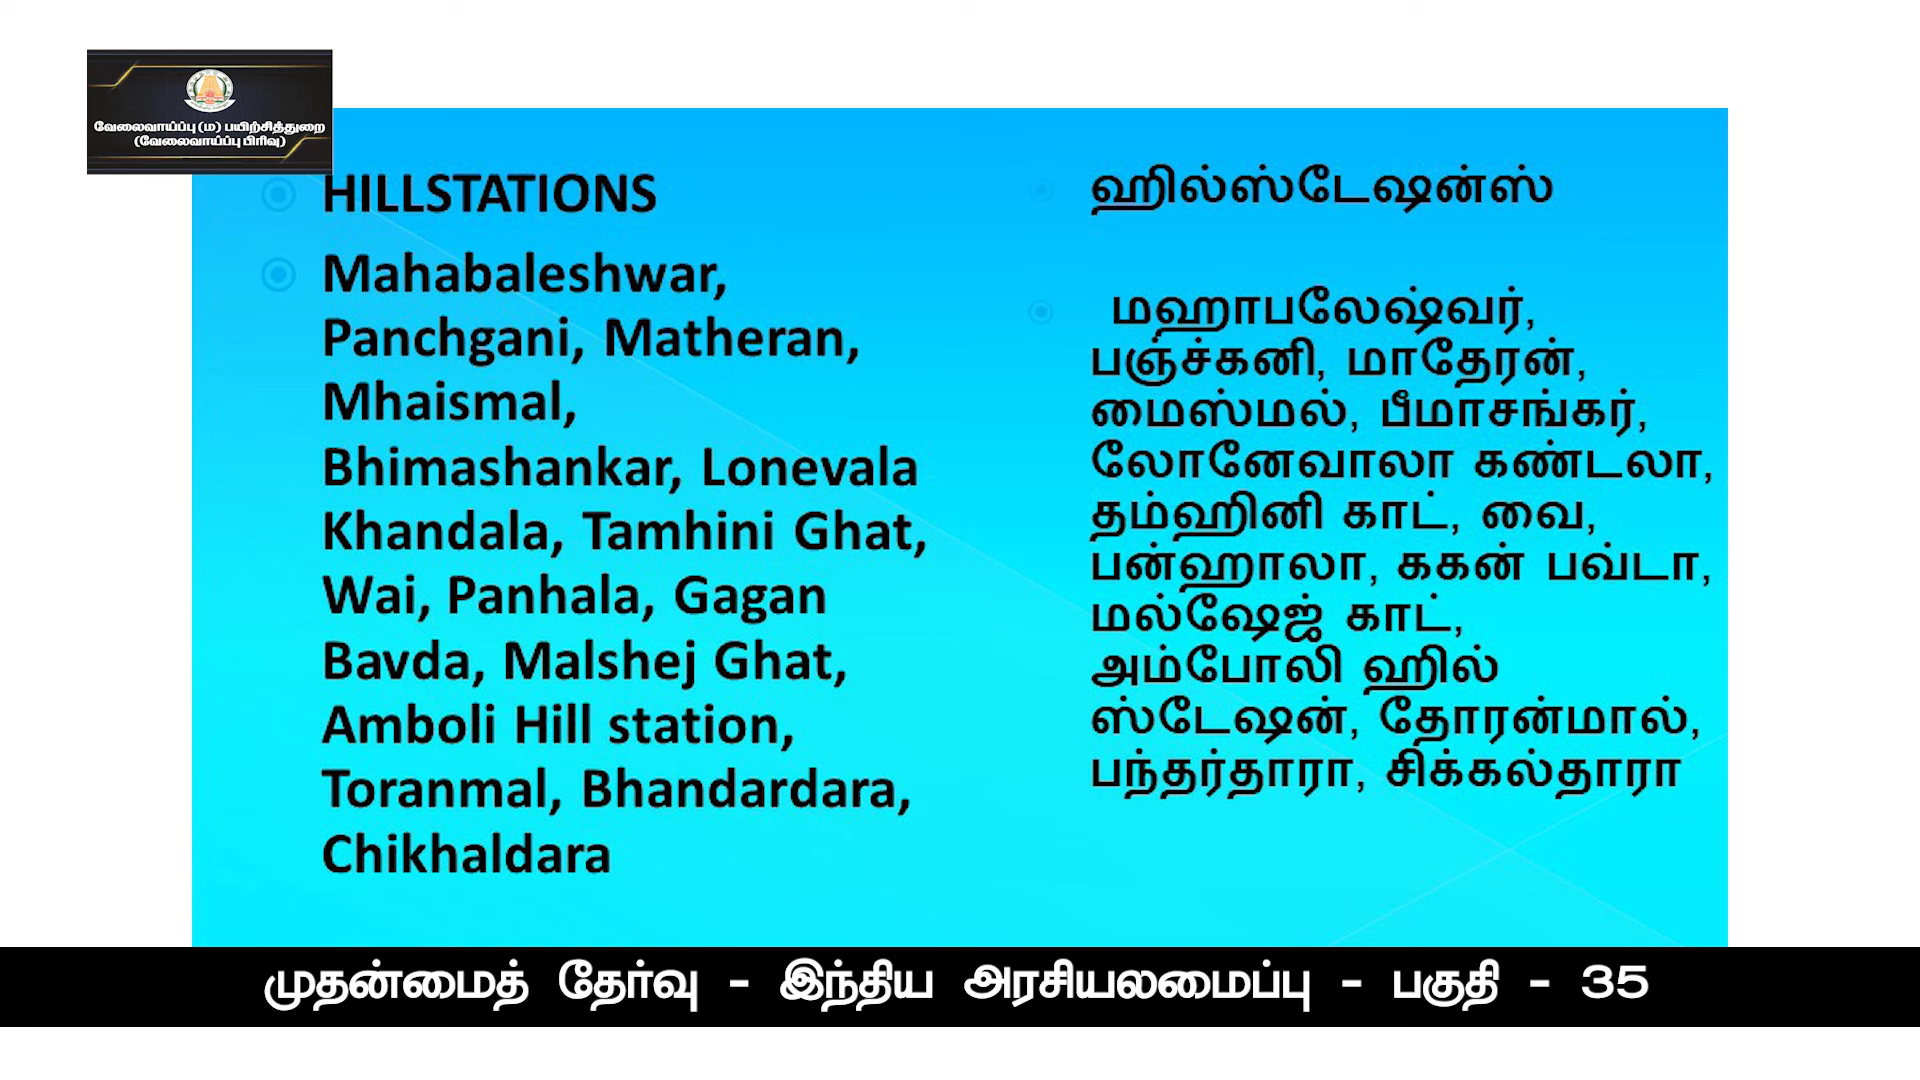 வேலைவாய்ப்பு (ம) பயிற்சித்துறை
(வேலைவாய்ப்பு பிரிவு)
HILLSTATIONS
Mahabaleshwar,
Panchgani, Matheran,
Mhaismal,
Bhimashankar, Lonevala
Khandala, Tamhini Ghat,
Wai, Panhala, Gagan
Bavda, Malshej Ghat,
Amboli Hill station,
Toranmal, Bhandardara,
Chikhaldara
ஹில்ஸ்டேஷன்ஸ்
மஹாபலேஷ்வர்,
பஞ்ச்கனி, மாதேரன்,
மைஸ்மல், பீமாசங்கர்,
லோனேவாலா கண்டலா,
தம்ஹினி காட், வை,
பன்ஹாலா, ககன் பவ்டா,
மல்ஷேஜ் காட்,
அம்போலி ஹில்
ஸ்டேஷன், தோரன்மால்,
பந்தர்தாரா, சிக்கல்தாரா
முதன்மைத் தேர்வு - இந்திய அரசியலமைப்பு - பகுதி - 35